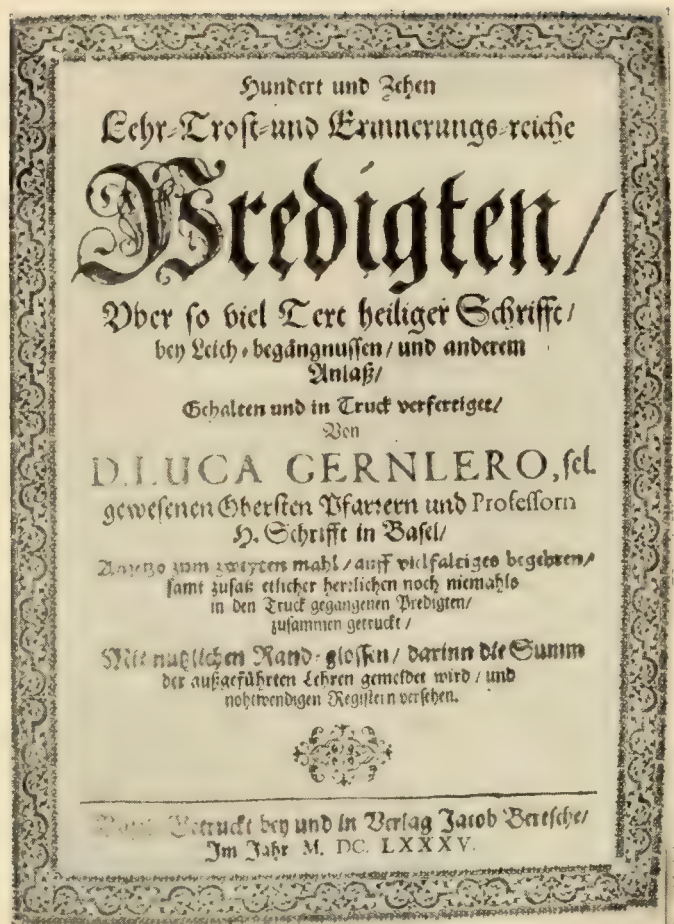 Hundert und Zehen
Lehr-Trost-und Erinnerungs-reiche
Predigten/
Vber so viel Text heiliger Schrifft/
bey Leich-begängnussen/ und anderem
Anlaß/
Gehalten und in Truck verfertiget/
Von
D. LUCA GERNLERO, sel.
gewesenen Obersten Pfarrern und Professorn
H. Schrifft in Basel/
Anjetzo zum zweyten mahl/ auff vielfaltiges begehren/
samt zusatz etlicher herrlichen noch niemahls
in den Truck gegangenen Predigten/
zusammen getruckt/
Mit nutzlichen Rand-glossen/ darinn die Summ
der außgeführten Lehren gemeldet wird/ und
nohtwendigen Registern versehen.
Getruckt bey und in Verlag Jacob Bertsche/
Im Jahr M. DC. LXXXV.